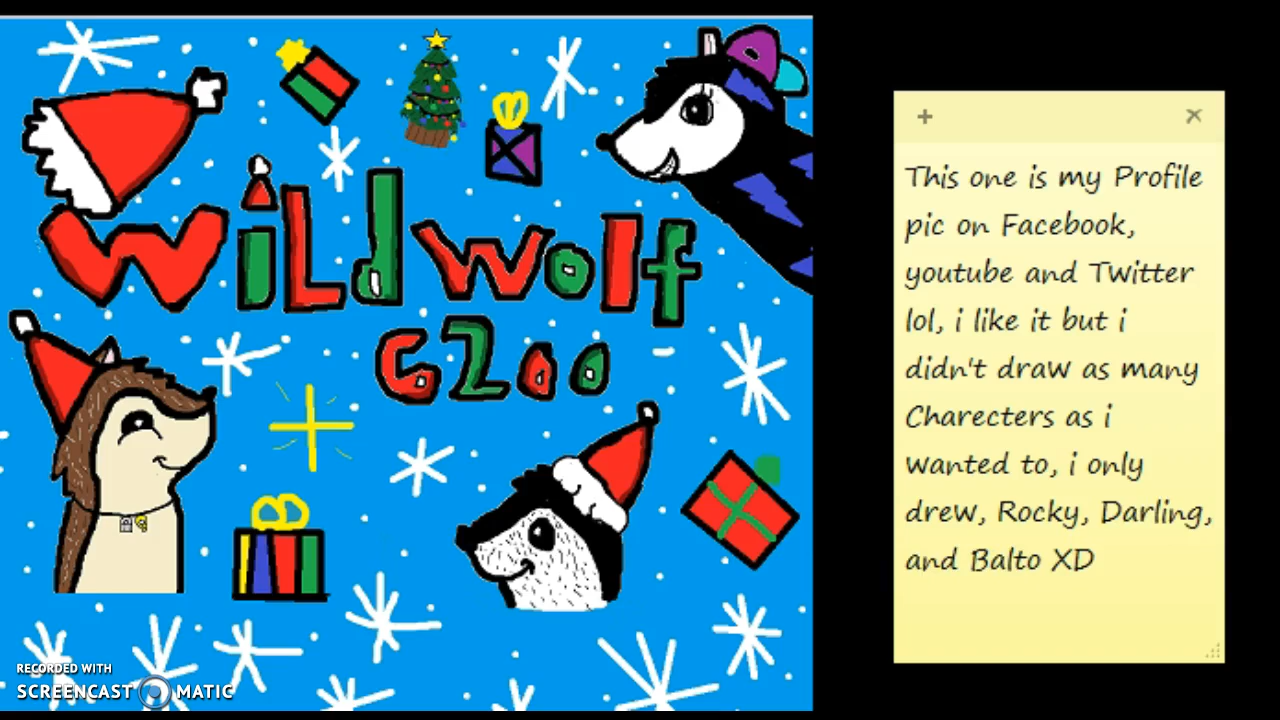 Wildwolf
6200
This one is my Profile
pic on Facebook,
youtube and TWitter
lol, i like it but i
didn't draw as many
Charecters as i
wanted to, i only
drew, Rocky, Darling,
and Balto XD
RECORDED WITH
SCREENCAST MATIC